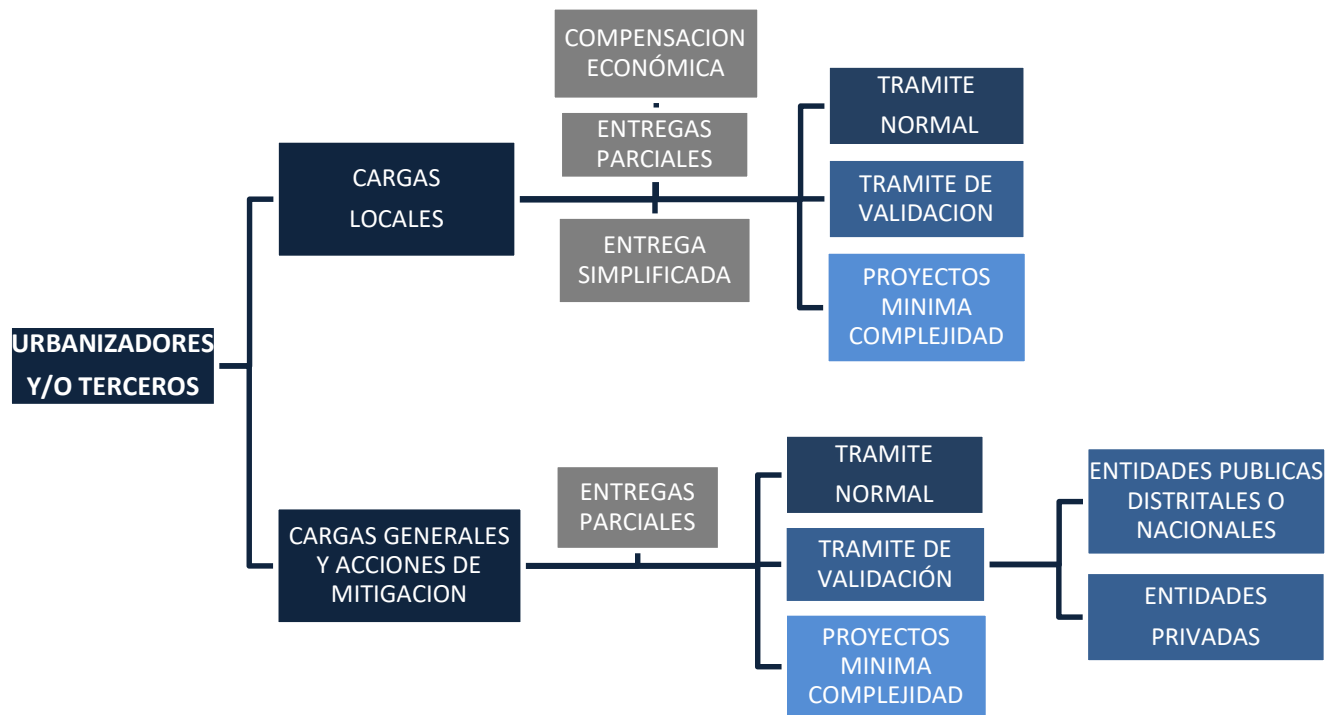 COMPENSACION
ECONÓMICA
ENTREGAS
PARCIALES
ENTREGA
SIMPLIFICADA
CARGAS
LOCALES
TRAMITE
NORMAL
TRAMITE DE
VALIDACION
PROYECTOS
MINIMA
COMPLEJIDAD
URBANIZADORES
Y/O TERCEROS
CARGAS GENERALES
Y ACCIONES DE
MITIGACION
ENTREGAS
PARCIALES
TRAMITE
NORMAL
TRAMITE DE
VALIDACIÓN
PROYECTOS
MINIMA
COMPLEJIDAD
ENTIDADES PUBLICAS
DISTRITALES O
NACIONALES
ENTIDADES
PRIVADAS